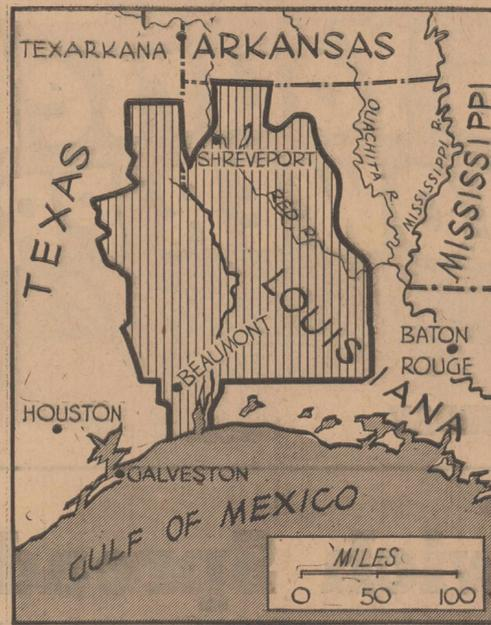 TEXARKANA
ARKANSAS
TEXAS
SHREVEPORT
RED R.
OUACHITA R.
MISSISSIPPI R.
MISSISSIPPI
LOUISIANA
BEAUMONT
BATON
ROUGE
HOUSTON
GALVESTON
GULF OF MEXICO
MILES
0 50 100